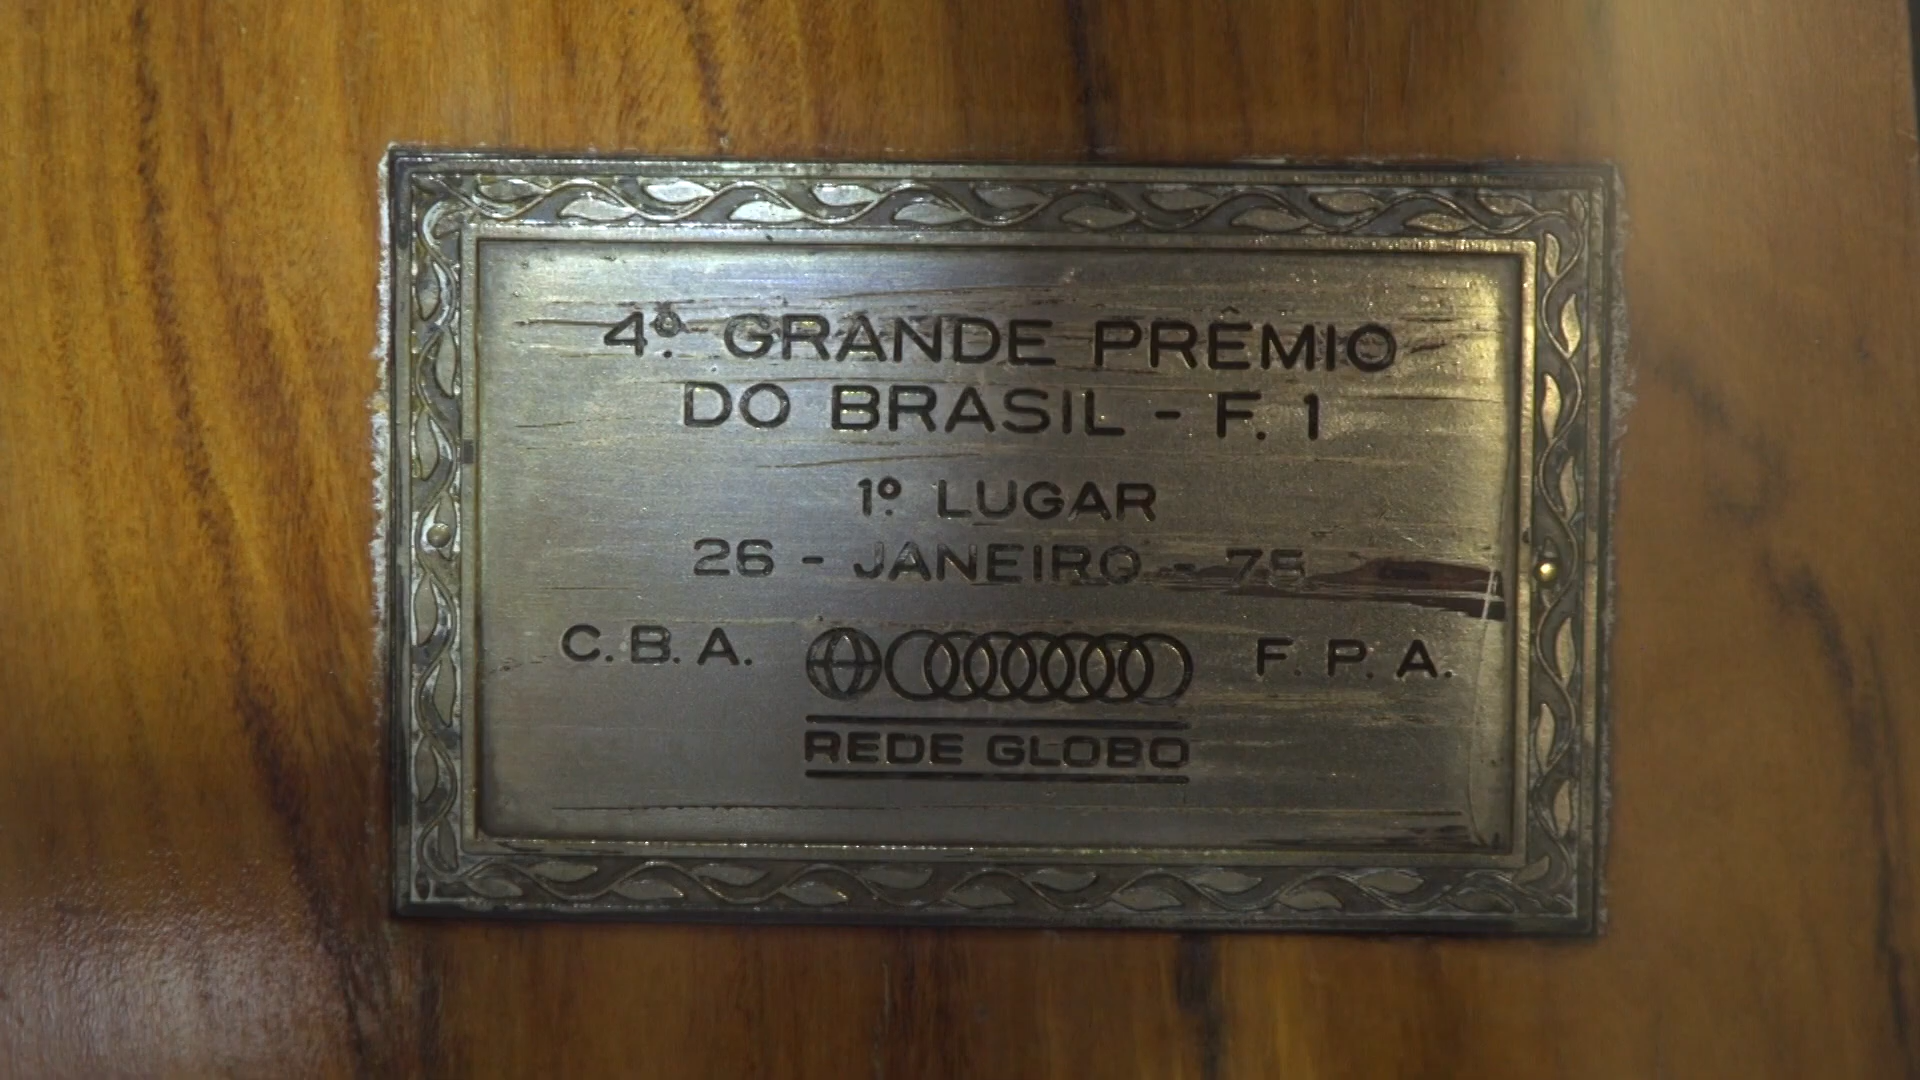 4º. GRANDE PRÊMIO
DO BRASIL - F. 1
1º LUGAR
26 - JANEIRO - 75
C. B. A. F. P. A.
REDE GLOBO